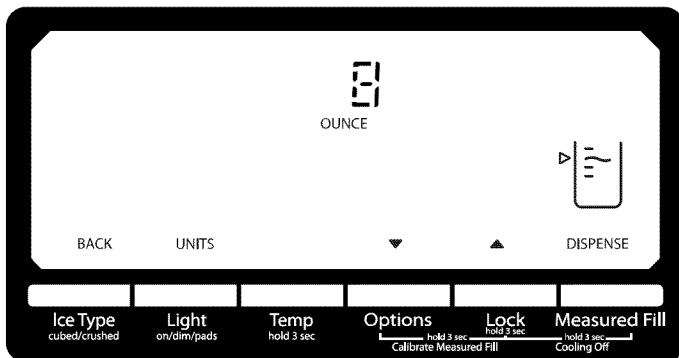 8
OUNCE
BACK UNITS ▼ ▲ DISPENSE
Ice Type Light Temp Options Lock Measured Fill
cubed/crushed on/dim/pads hold 3 sec hold 3 sec
hold 3 sec hold 3 sec
Calibrate Measured Fill Cooling Off